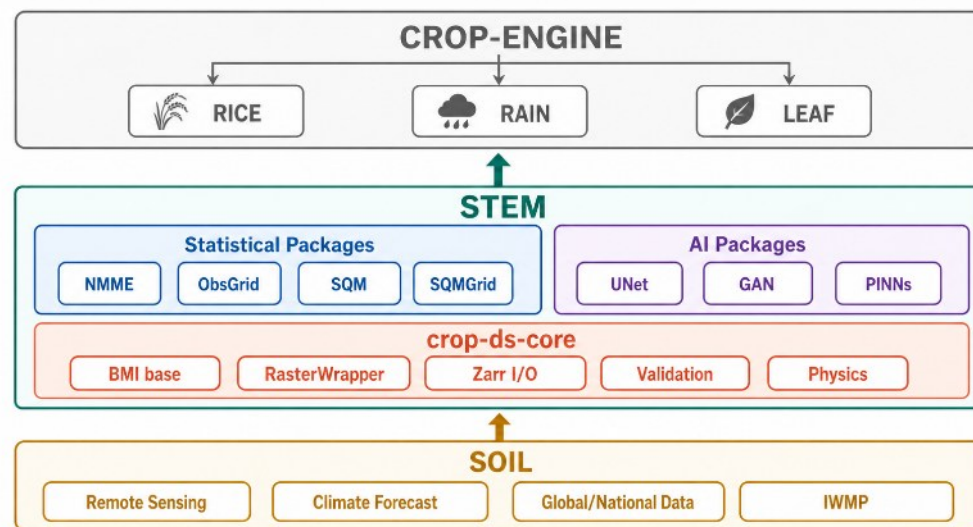 CROP-ENGINE
RICE
RAIN
LEAF
STEM
Statistical Packages
AI Packages
NMME
ObsGrid
SQM
SQMGrid
UNet
GAN
PINNs
crop-ds-core
BMI base
RasterWrapper
Zarr I/O
Validation
Physics
SOIL
Remote Sensing
Climate Forecast
Global/National Data
IWMP